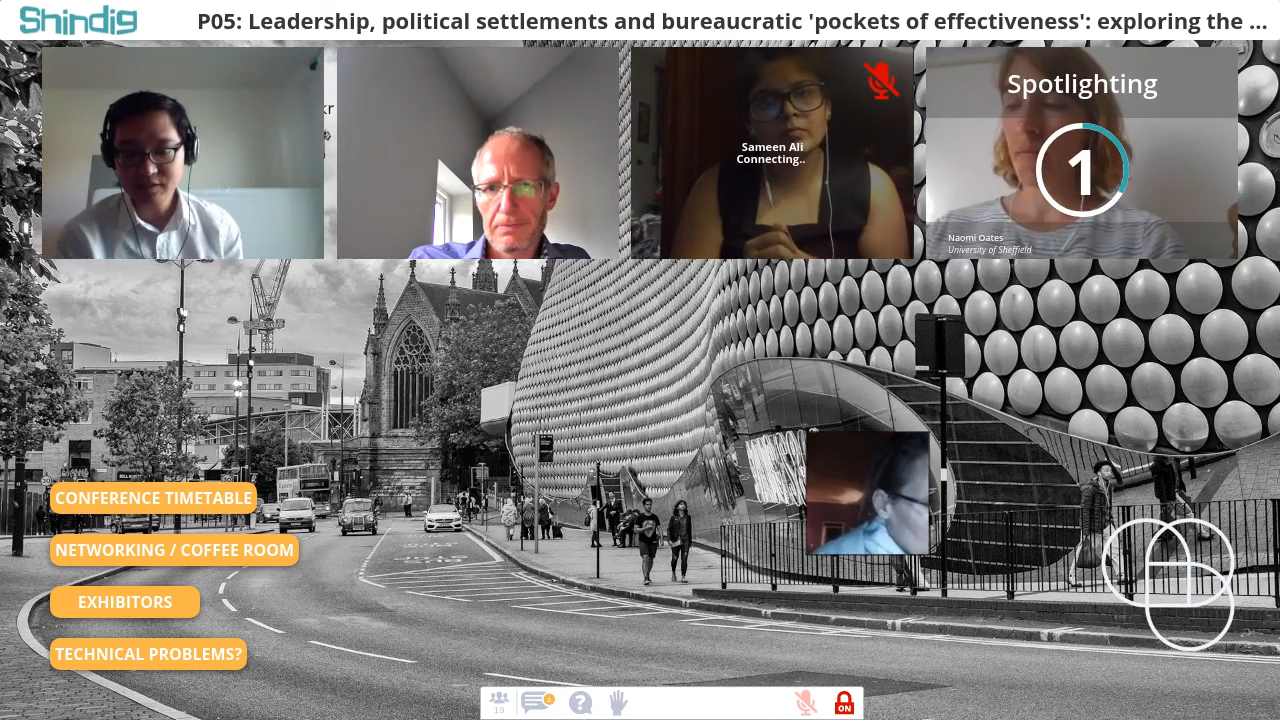 Shindig
P05: Leadership, political settlements and bureaucratic 'pockets of effectiveness': exploring the ...
kr
Sameen Ali
Connecting..
Spotlighting
1
Naomi Oates
University of Sheffield
CONFERENCE TIMETABLE
NETWORKING / COFFEE ROOM
EXHIBITORS
TECHNICAL PROBLEMS?
19
?
ON